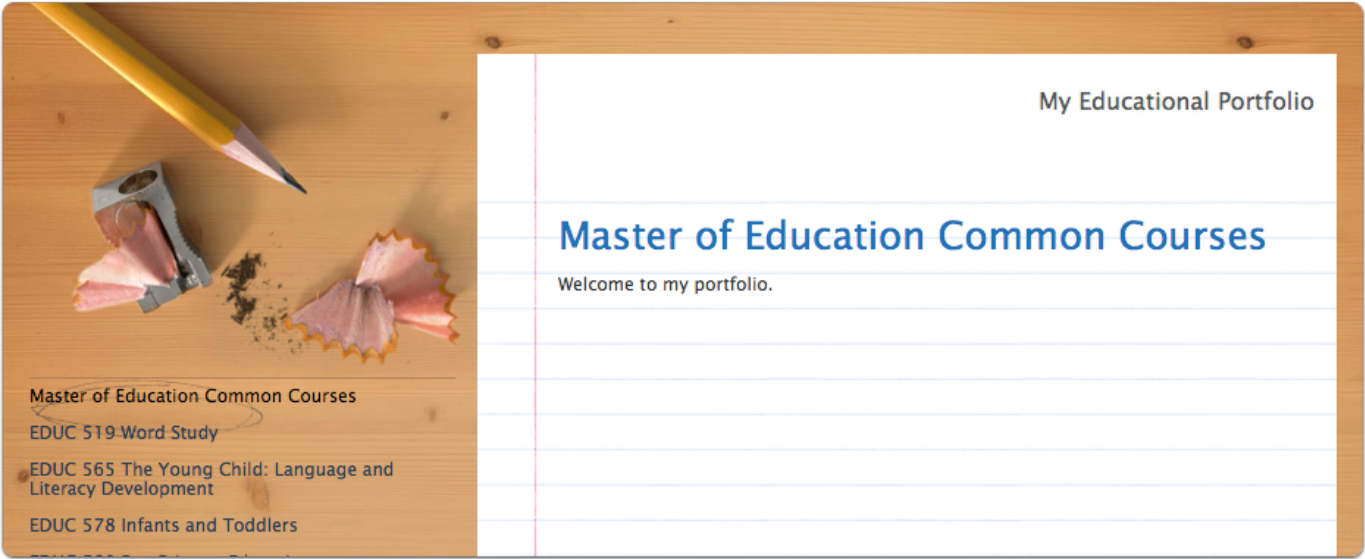 My Educational Portfolio
Master of Education Common Courses
Welcome to my portfolio.
Master of Education Common Courses
EDUC 519 Word Study
EDUC 565 The Young Child: Language and
Literacy Development
EDUC 578 Infants and Toddlers